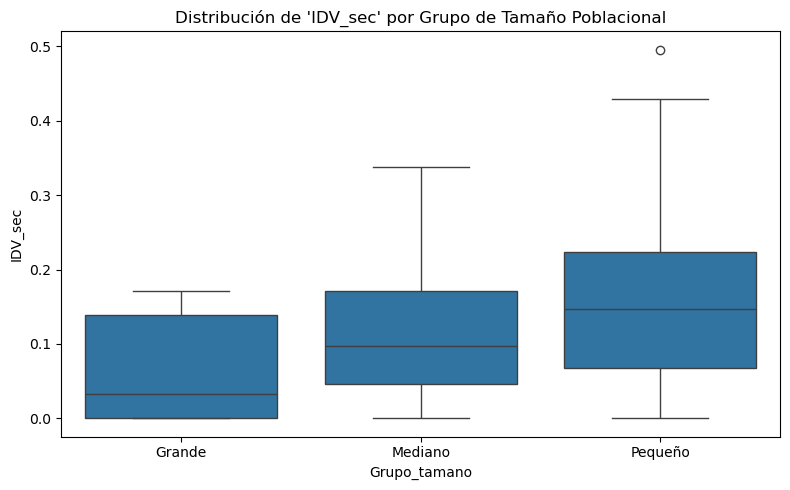 Distribución de 'IDV_sec' por Grupo de Tamaño Poblacional
IDV_sec
0.5
0.4
0.3
0.2
0.1
0.0
Grande
Mediano
Pequeño
Grupo_tamano